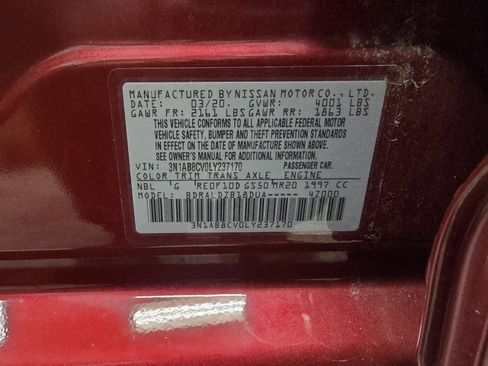 MANUFACTURED BY NISSAN MOTOR CO., LTD.
DATE: 03/20. GVWR: 4001 LBS
GAWR FR: 2161 LBS GAWR RR: 1863 LBS
THIS VEHICLE CONFORMS TO ALL
APPLICABLE FEDERAL MOTOR
VEHICLE SAFETY, BUMPER AND THEFT PREVENTION STANDARDS
IN EFFECT ON THE DATE OF MANUFACTURE SHOWN ABOVE.
SEE OWNER'S MANUAL FOR ADDITIONAL INFORMATION.
VIN: 3N1AB8CV0LY237170 PASSENGER CAR.
COLOR TRIM TRANS AXLE ENGINE
NBL G RE0F10D GS50 MR20 1997 CC
MODEL: BDRALDZB18DUA----- 4Z000
3N1AB8CV0LY237170